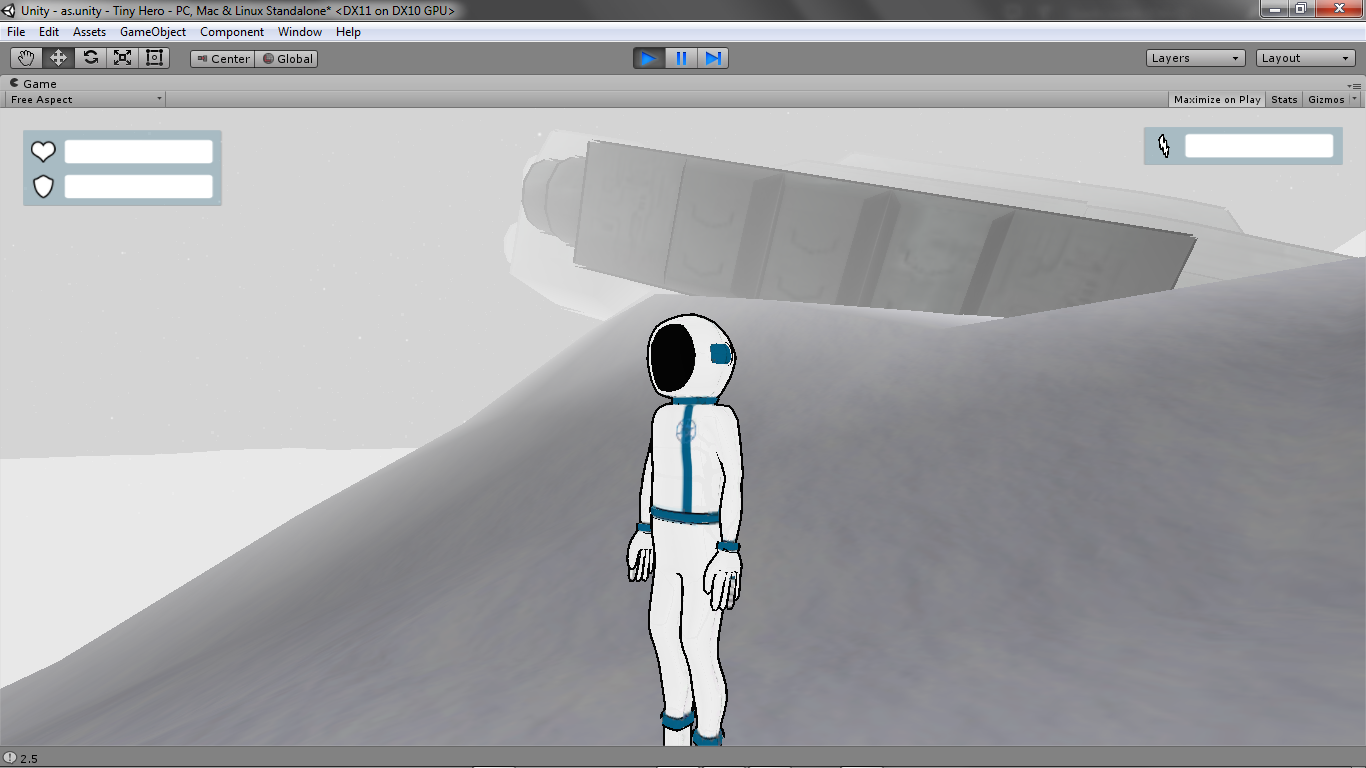 Unity - as.unity - Tiny Hero - PC, Mac & Linux Standalone* <DX11 on DX10 GPU>
File Edit Assets GameObject Component Window Help
Center Global Layers Layout
Game
Free Aspect Maximize on Play Stats Gizmos
2.5